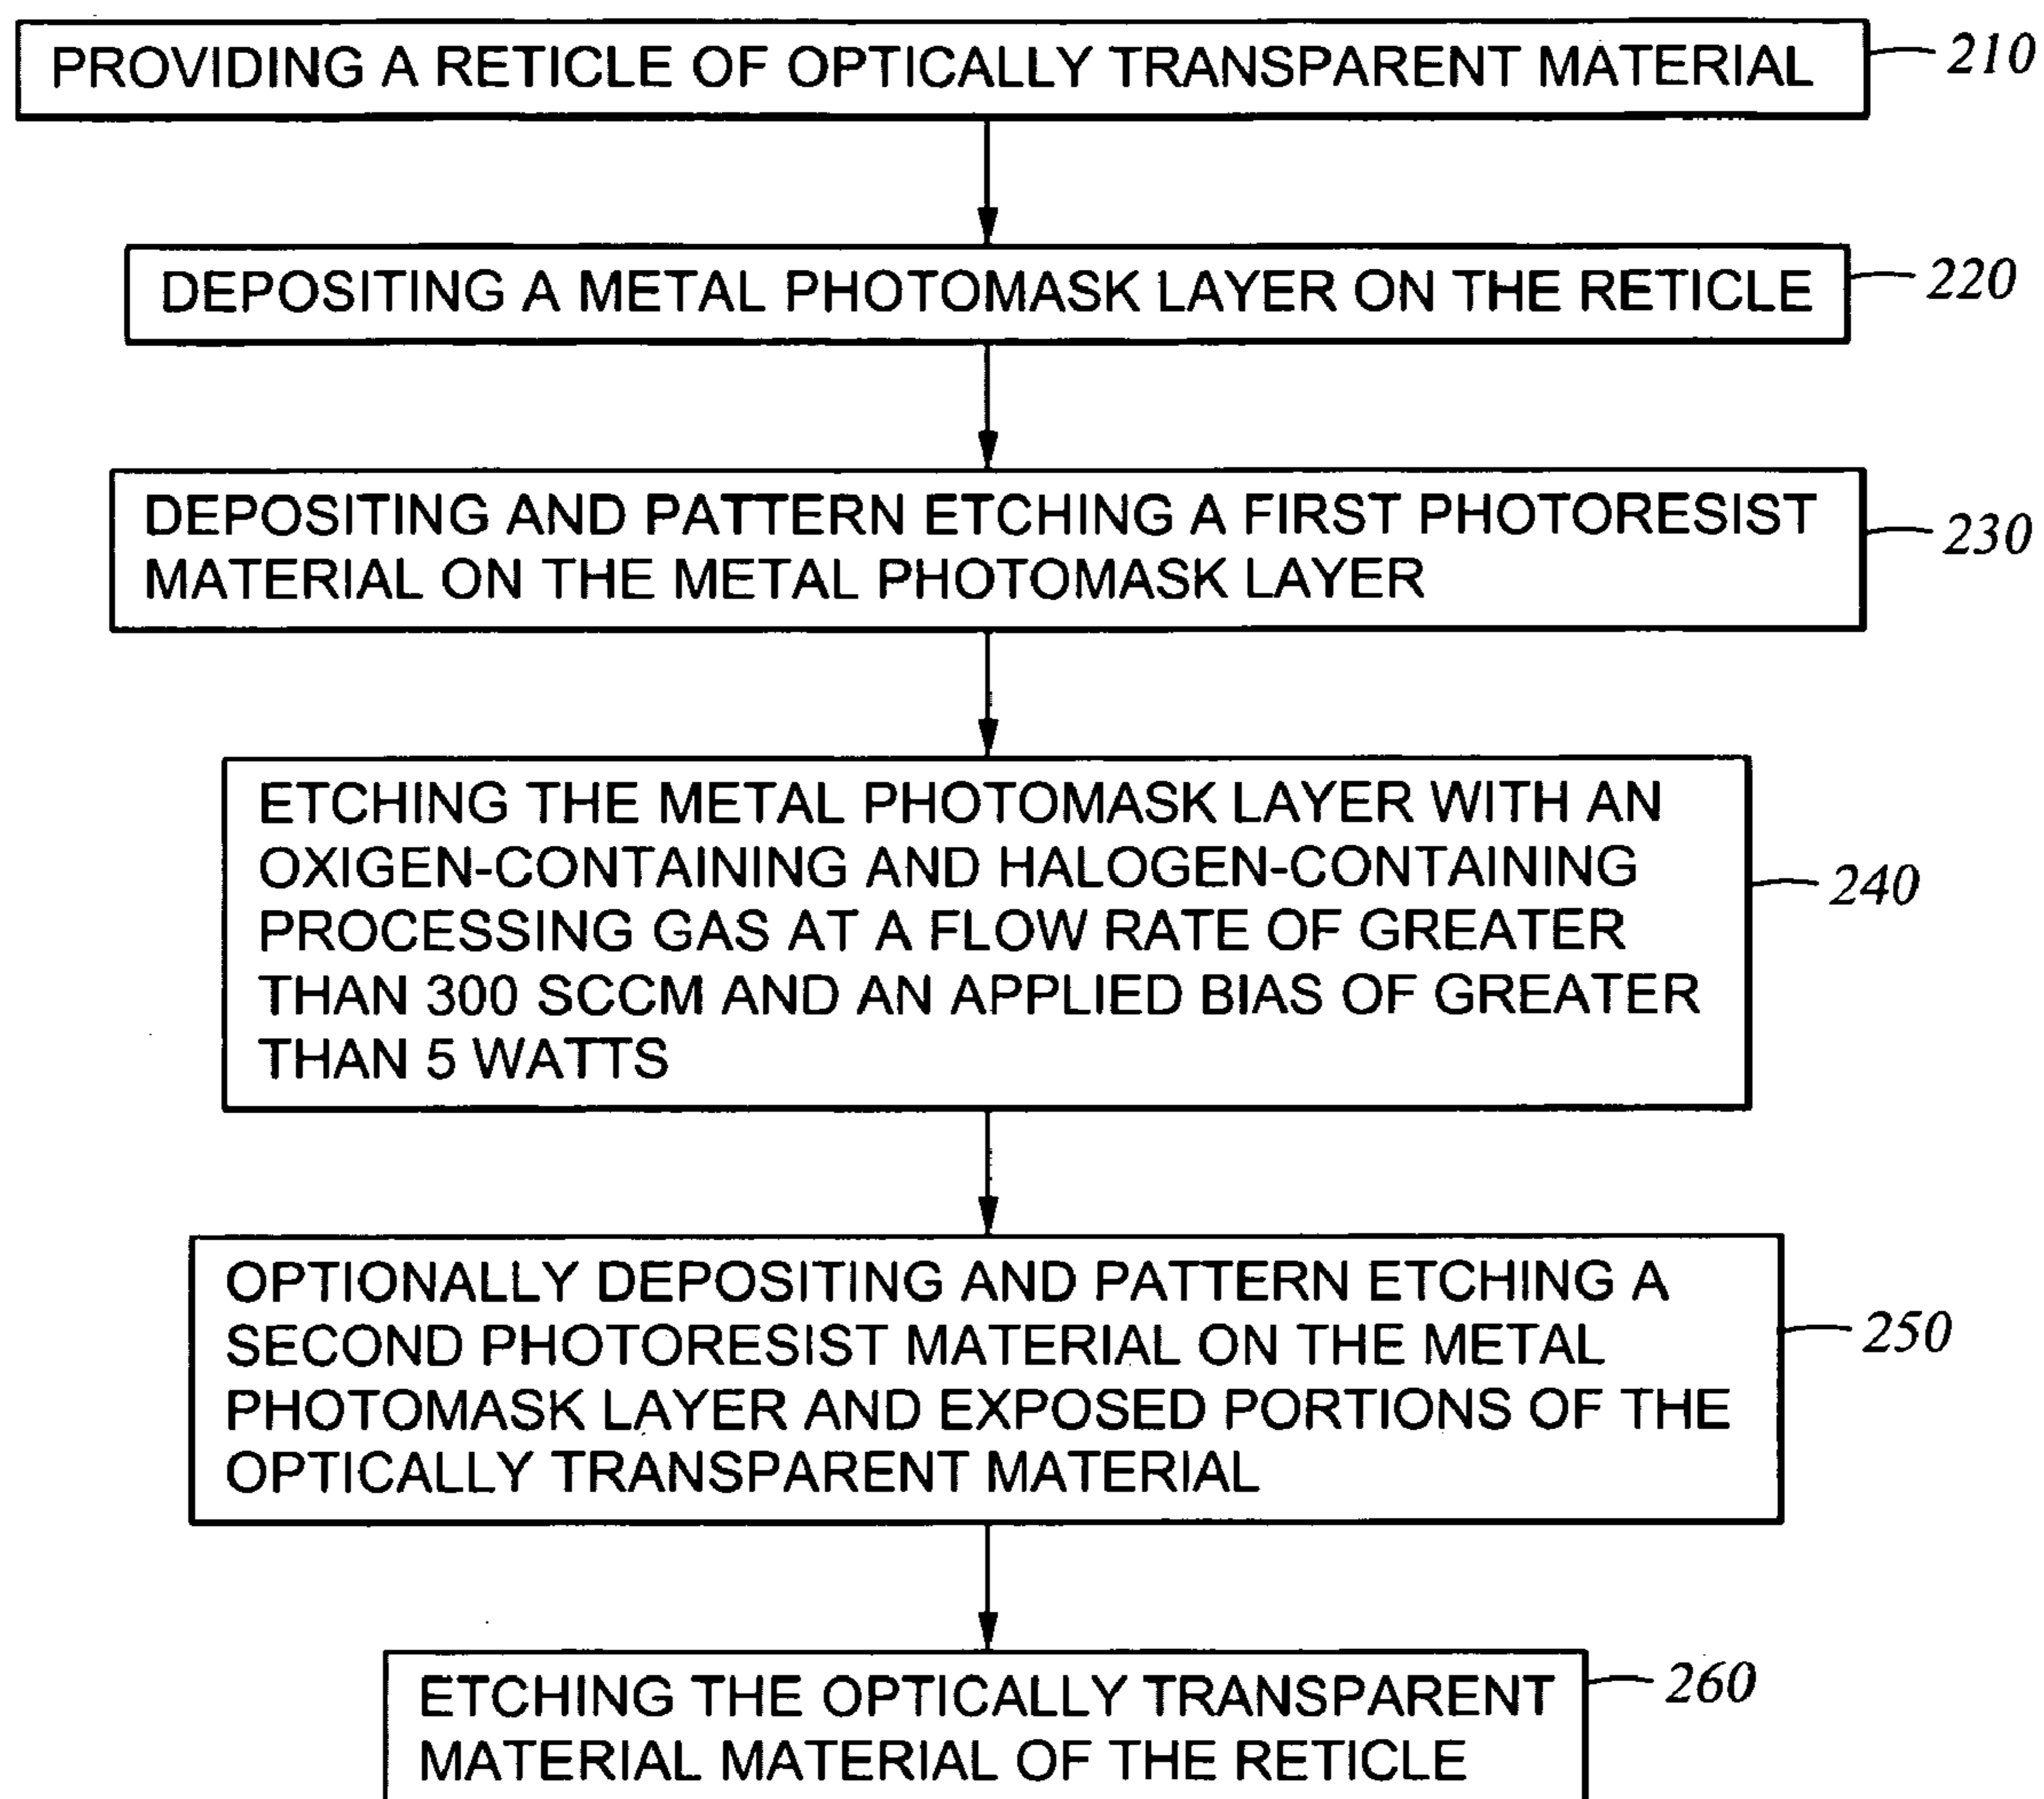 PROVIDING A RETICLE OF OPTICALLY TRANSPARENT MATERIAL 210
DEPOSITING A METAL PHOTOMASK LAYER ON THE RETICLE 220
DEPOSITING AND PATTERN ETCHING A FIRST PHOTORESIST
MATERIAL ON THE METAL PHOTOMASK LAYER
230
ETCHING THE METAL PHOTOMASK LAYER WITH AN
OXIGEN-CONTAINING AND HALOGEN-CONTAINING
PROCESSING GAS AT A FLOW RATE OF GREATER
THAN 300 SCCM AND AN APPLIED BIAS OF GREATER
THAN 5 WATTS
240
OPTIONALLY DEPOSITING AND PATTERN ETCHING A
SECOND PHOTORESIST MATERIAL ON THE METAL
PHOTOMASK LAYER AND EXPOSED PORTIONS OF THE
OPTICALLY TRANSPARENT MATERIAL
250
ETCHING THE OPTICALLY TRANSPARENT
MATERIAL MATERIAL OF THE RETICLE
260